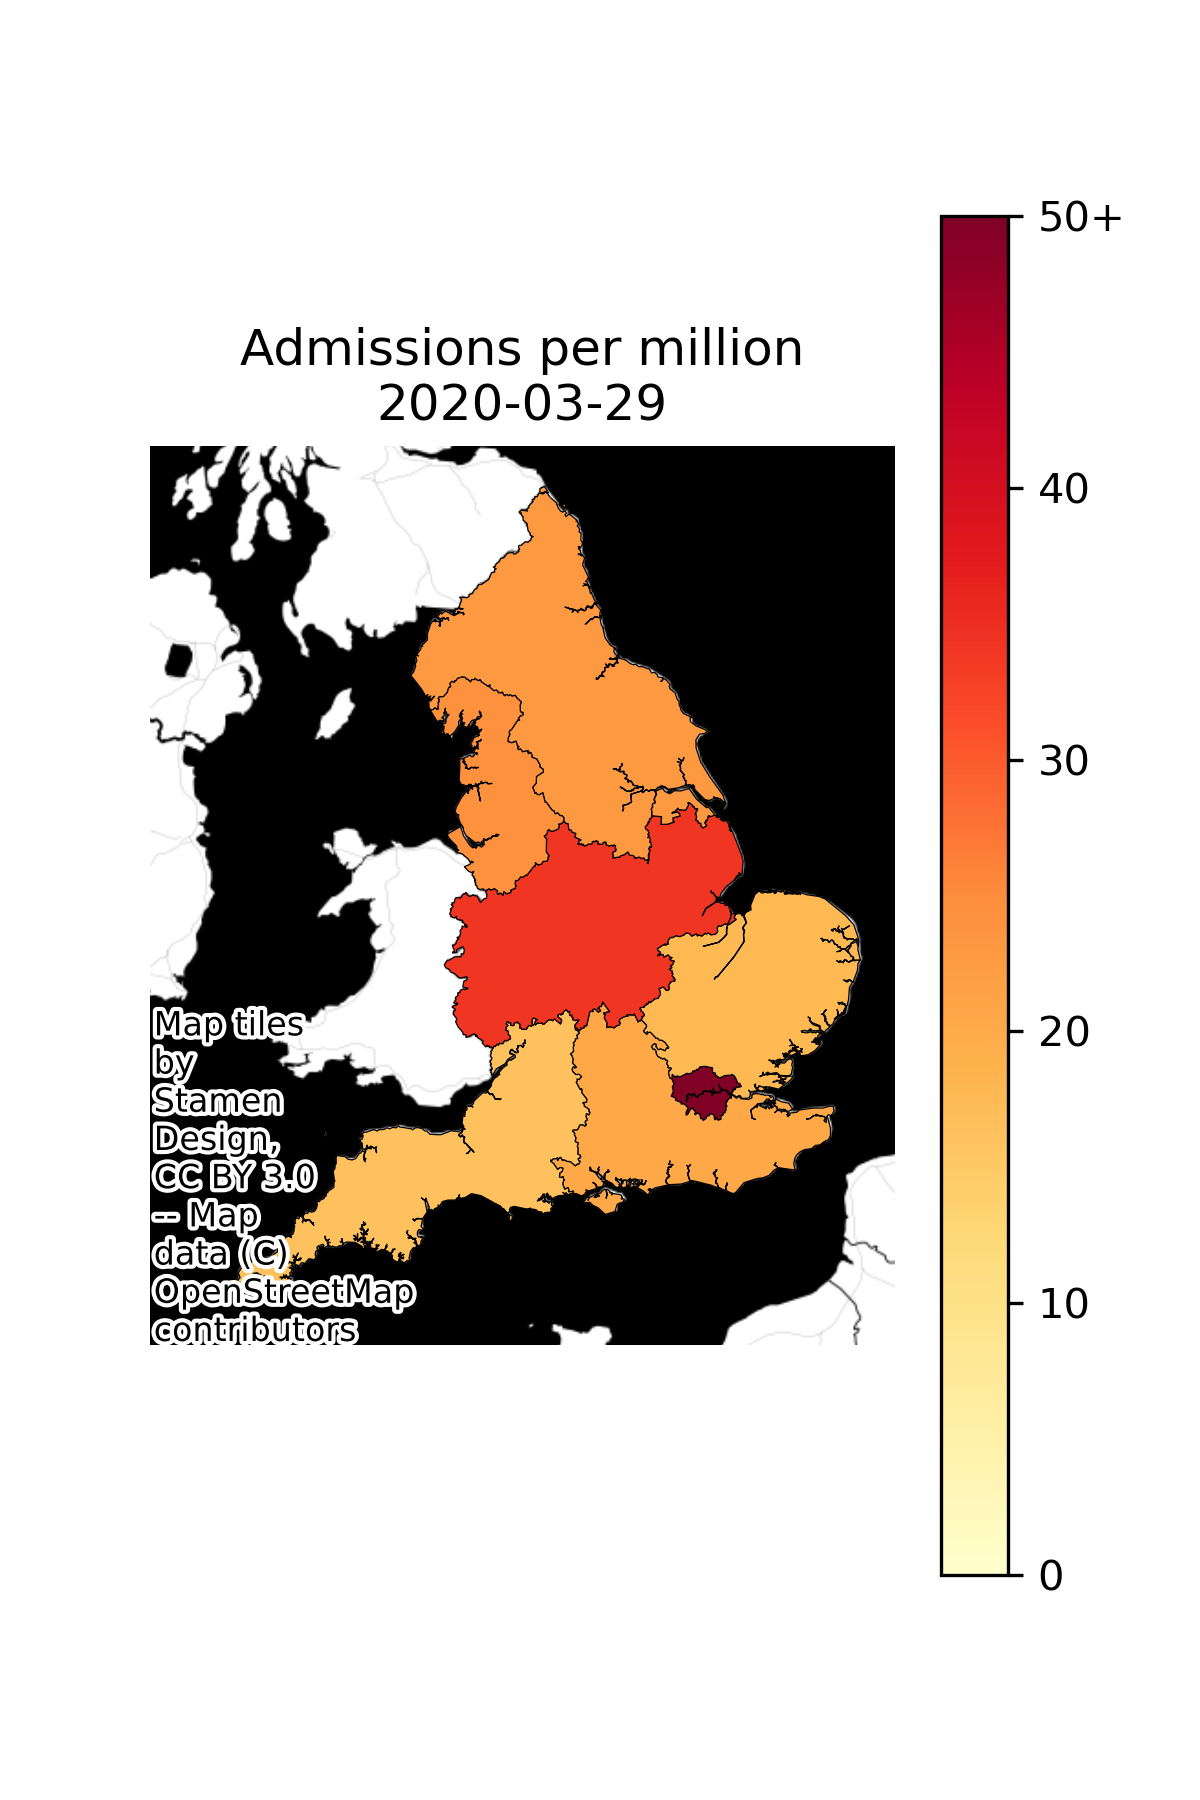 Admissions per million
2020-03-29
50+
40
30
20
10
0
Map tiles
by
Stamen
Design,
CC BY 3.0
-- Map
data (C)
OpenStreetMap
contributors